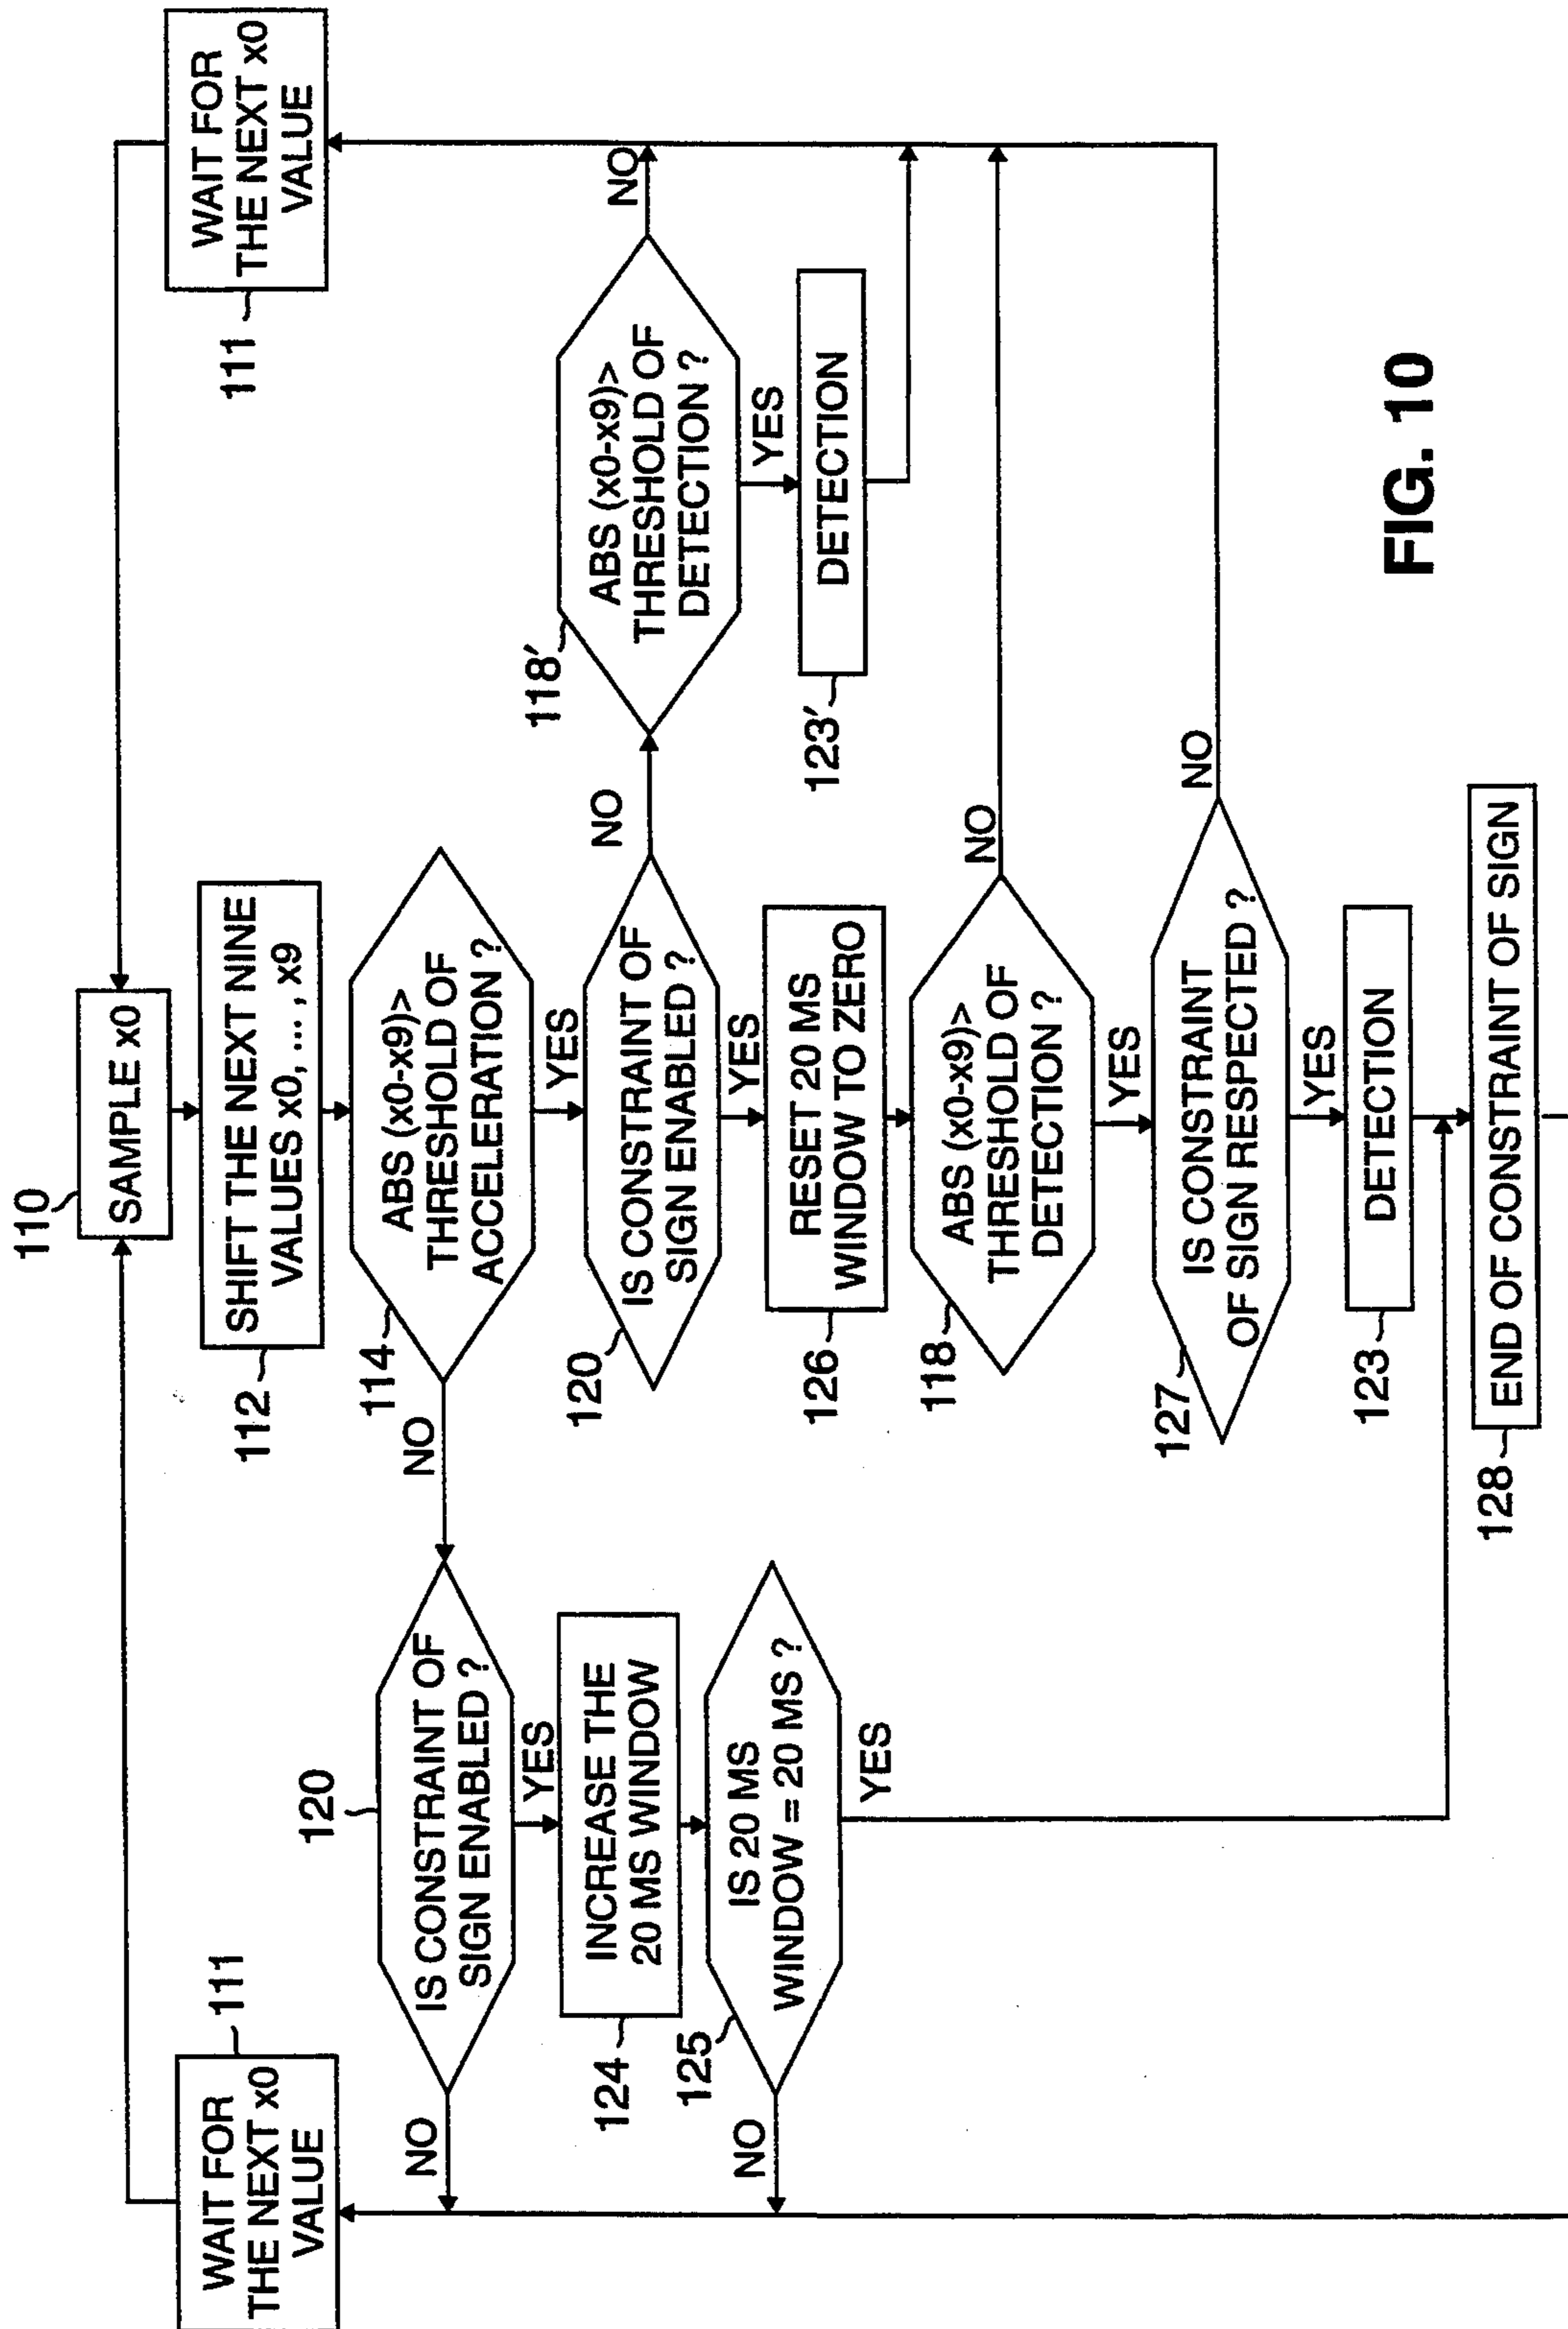 110
SAMPLE x0
WAIT FOR
THE NEXT x0
VALUE
111
WAIT FOR
THE NEXT x0
VALUE
111
112
SHIFT THE NEXT NINE
VALUES x0, ... , x9
114
ABS (x0-x9)>
THRESHOLD OF
ACCELERATION ?
NO
YES
120
IS CONSTRAINT OF
SIGN ENABLED ?
NO
YES
120
IS CONSTRAINT OF
SIGN ENABLED ?
NO
YES
118'
ABS (x0-x9)>
THRESHOLD OF
DETECTION ?
NO
YES
124
INCREASE THE
20 MS WINDOW
126
RESET 20 MS
WINDOW TO ZERO
123'
DETECTION
125
IS 20 MS
WINDOW = 20 MS ?
NO
YES
118
ABS (x0-x9)>
THRESHOLD OF
DETECTION ?
NO
YES
127
IS CONSTRAINT
OF SIGN RESPECTED ?
NO
YES
123
DETECTION
128
END OF CONSTRAINT OF SIGN
FIG. 10